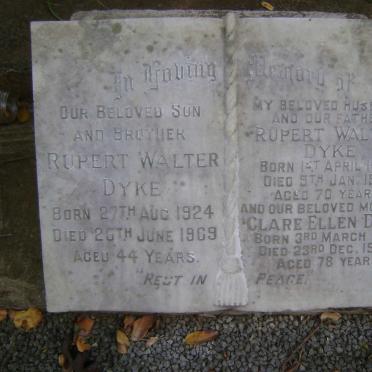 In Loving Memory of
OUR BELOVED SON
AND BROTHER
RUPERT WALTER
DYKE
BORN 27TH AUG 1924
DIED 26TH JUNE 1969
AGED 44 YEARS.
MY BELOVED
AND OUR
RUPERT
DYKE
BORN 1ST APRIL
DIED 9TH JAN.
AGED 70
AND OUR BELOVED
CLARE ELLEN
BORN 3RD MARCH
DIED 23RD DEC.
AGED 78
"REST IN PEACE."